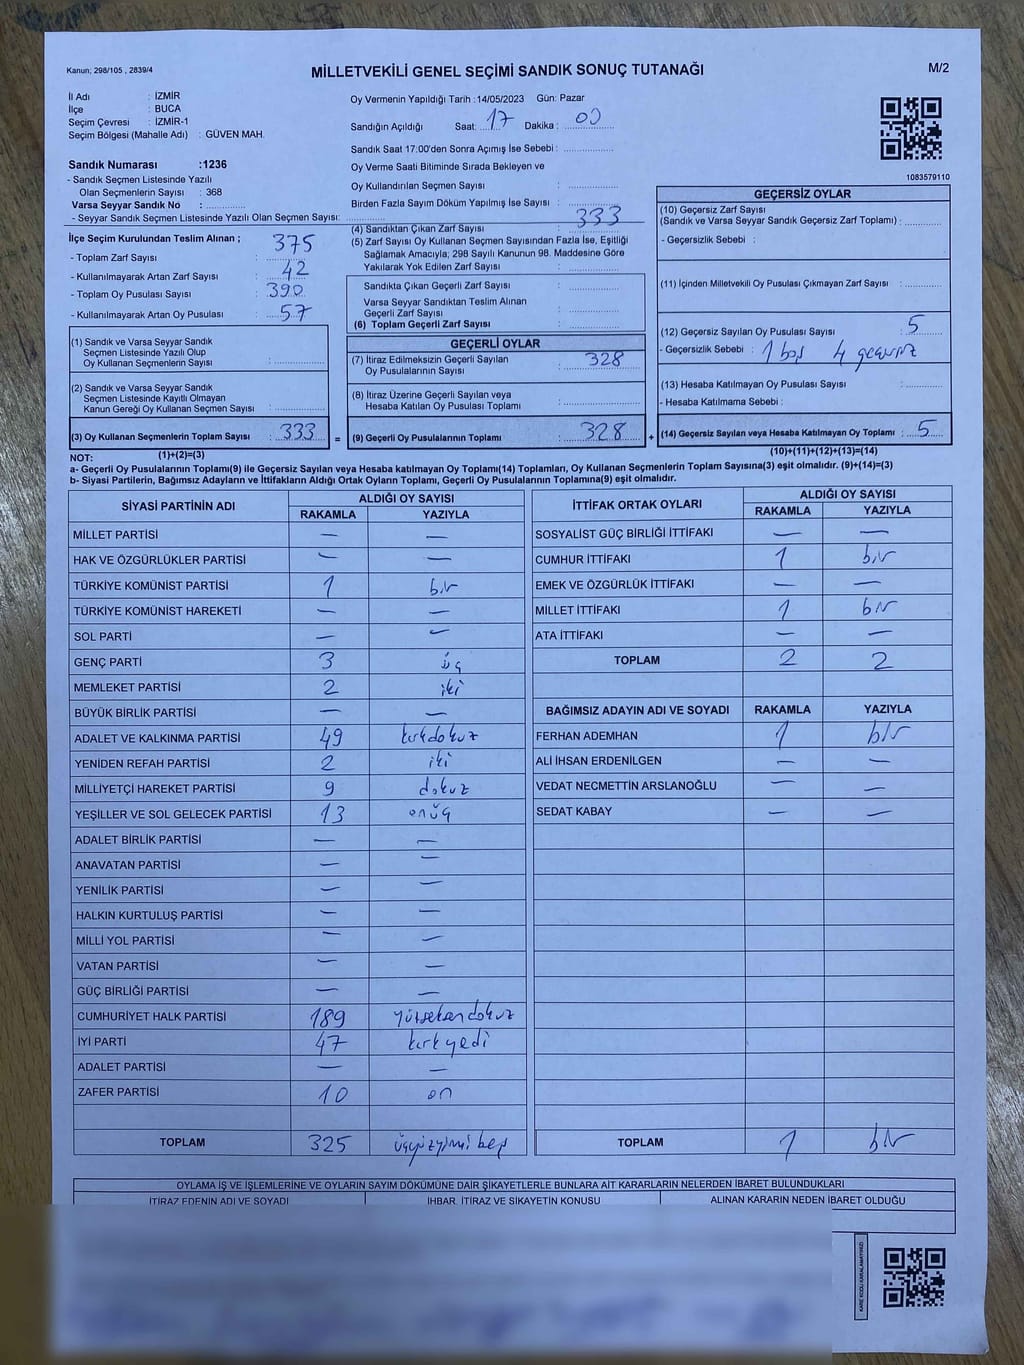 Kanun; 298/105 , 2839/4
MİLLETVEKİLİ GENEL SEÇİMİ SANDIK SONUÇ TUTANAĞI
M/2
İl Adı : İZMİR
İlçe : BUCA
Seçim Çevresi : İZMİR-1
Seçim Bölgesi (Mahalle Adı) : GÜVEN MAH.
Oy Vermenin Yapıldığı Tarih :14/05/2023 Gün: Pazar
Sandığın Açıldığı Saat: 17 Dakika : 00
Sandık Saat 17:00'den Sonra Açımış İse Sebebi :
Oy Verme Saati Bitiminde Sırada Bekleyen ve
Oy Kullandırılan Seçmen Sayısı :
Birden Fazla Sayım Döküm Yapılmış İse Sayısı :
1083579110
Sandık Numarası :1236
- Sandık Seçmen Listesinde Yazılı
Olan Seçmenlerin Sayısı : 368
Varsa Seyyar Sandık No :
- Seyyar Sandık Seçmen Listesinde Yazılı Olan Seçmen Sayısı:
İlçe Seçim Kurulundan Teslim Alınan ;
- Toplam Zarf Sayısı : 375
- Kullanılmayarak Artan Zarf Sayısı : 42
- Toplam Oy Pusulası Sayısı : 390
- Kullanılmayarak Artan Oy Pusulası : 57
(1) Sandık ve Varsa Seyyar Sandık
Seçmen Listesinde Yazılı Olup
Oy Kullanan Seçmenlerin Sayısı :
(2) Sandık ve Varsa Seyyar Sandık
Seçmen Listesinde Kayıtlı Olmayan
Kanun Gereği Oy Kullanan Seçmen Sayısı :
(3) Oy Kullanan Seçmenlerin Toplam Sayısı : 333
(1)+(2)=(3)
(4) Sandıktan Çıkan Zarf Sayısı : 333
(5) Zarf Sayısı Oy Kullanan Seçmen Sayısından Fazla İse, Eşitliği
Sağlamak Amacıyla; 298 Sayılı Kanunun 98. Maddesine Göre
Yakılarak Yok Edilen Zarf Sayısı :
Sandıkta Çıkan Geçerli Zarf Sayısı :
Varsa Seyyar Sandıktan Teslim Alınan
Geçerli Zarf Sayısı :
(6) Toplam Geçerli Zarf Sayısı :
GEÇERLİ OYLAR
(7) İtiraz Edilmeksizin Geçerli Sayılan
Oy Pusulalarının Sayısı : 328
(8) İtiraz Üzerine Geçerli Sayılan veya
Hesaba Katılan Oy Pusulası Toplamı :
= (9) Geçerli Oy Pusulalarının Toplamı : 328 +
GEÇERSİZ OYLAR
(10) Geçersiz Zarf Sayısı
(Sandık ve Varsa Seyyar Sandık Geçersiz Zarf Toplamı) :
- Geçersizlik Sebebi :
(11) İçinden Milletvekili Oy Pusulası Çıkmayan Zarf Sayısı :
(12) Geçersiz Sayılan Oy Pusulası Sayısı : 5
- Geçersizlik Sebebi : 1 boş 4 geçersiz
(13) Hesaba Katılmayan Oy Pusulası Sayısı :
- Hesaba Katılmama Sebebi :
(14) Geçersiz Sayılan veya Hesaba Katılmayan Oy Toplamı : 5
(10)+(11)+(12)+(13)=(14)
NOT:
a- Geçerli Oy Pusulalarının Toplamı(9) ile Geçersiz Sayılan veya Hesaba katılmayan Oy Toplamı(14) Toplamları, Oy Kullanan Seçmenlerin Toplam Sayısına(3) eşit olmalıdır. (9)+(14)=(3)
b- Siyasi Partilerin, Bağımsız Adayların ve İttifakların Aldığı Ortak Oyların Toplamı, Geçerli Oy Pusulalarının Toplamına(9) eşit olmalıdır.
SİYASİ PARTİNİN ADI ALDIĞI OY SAYISI
RAKAMLA YAZIYLA
MİLLET PARTİSİ — —
HAK VE ÖZGÜRLÜKLER PARTİSİ — —
TÜRKİYE KOMÜNİST PARTİSİ 1 bir
TÜRKİYE KOMÜNİST HAREKETİ — —
SOL PARTİ — —
GENÇ PARTİ 3 üç
MEMLEKET PARTİSİ 2 iki
BÜYÜK BİRLİK PARTİSİ — —
ADALET VE KALKINMA PARTİSİ 49 kırkdokuz
YENİDEN REFAH PARTİSİ 2 iki
MİLLİYETÇİ HAREKET PARTİSİ 9 dokuz
YEŞİLLER VE SOL GELECEK PARTİSİ 13 onüç
ADALET BİRLİK PARTİSİ — —
ANAVATAN PARTİSİ — —
YENİLİK PARTİSİ — —
HALKIN KURTULUŞ PARTİSİ — —
MİLLİ YOL PARTİSİ — —
VATAN PARTİSİ — —
GÜÇ BİRLİĞİ PARTİSİ — —
CUMHURİYET HALK PARTİSİ 189 yüzseksendokuz
İYİ PARTİ 47 kırkyedi
ADALET PARTİSİ — —
ZAFER PARTİSİ 10 on
TOPLAM 325 üçyüzyirmi beş
İTTİFAK ORTAK OYLARI ALDIĞI OY SAYISI
RAKAMLA YAZIYLA
SOSYALİST GÜÇ BİRLİĞİ İTTİFAKI — —
CUMHUR İTTİFAKI 1 bir
EMEK VE ÖZGÜRLÜK İTTİFAKI — —
MİLLET İTTİFAKI 1 bir
ATA İTTİFAKI — —
TOPLAM 2 2
BAĞIMSIZ ADAYIN ADI VE SOYADI RAKAMLA YAZIYLA
FERHAN ADEMHAN 1 bir
ALİ İHSAN ERDENİLGEN — —
VEDAT NECMETTİN ARSLANOĞLU — —
SEDAT KABAY — —
TOPLAM 1 bir
OYLAMA İŞ VE İŞLEMLERİNE VE OYLARIN SAYIM DÖKÜMÜNE DAİR ŞİKAYETLERLE BUNLARA AİT KARARLARIN NELERDEN İBARET BULUNDUKLARI
İTİRAZ EDENİN ADI VE SOYADI İHBAR, İTİRAZ VE ŞİKAYETİN KONUSU ALINAN KARARIN NEDEN İBARET OLDUĞU
KARE KODU KARALAMAYINIZ!